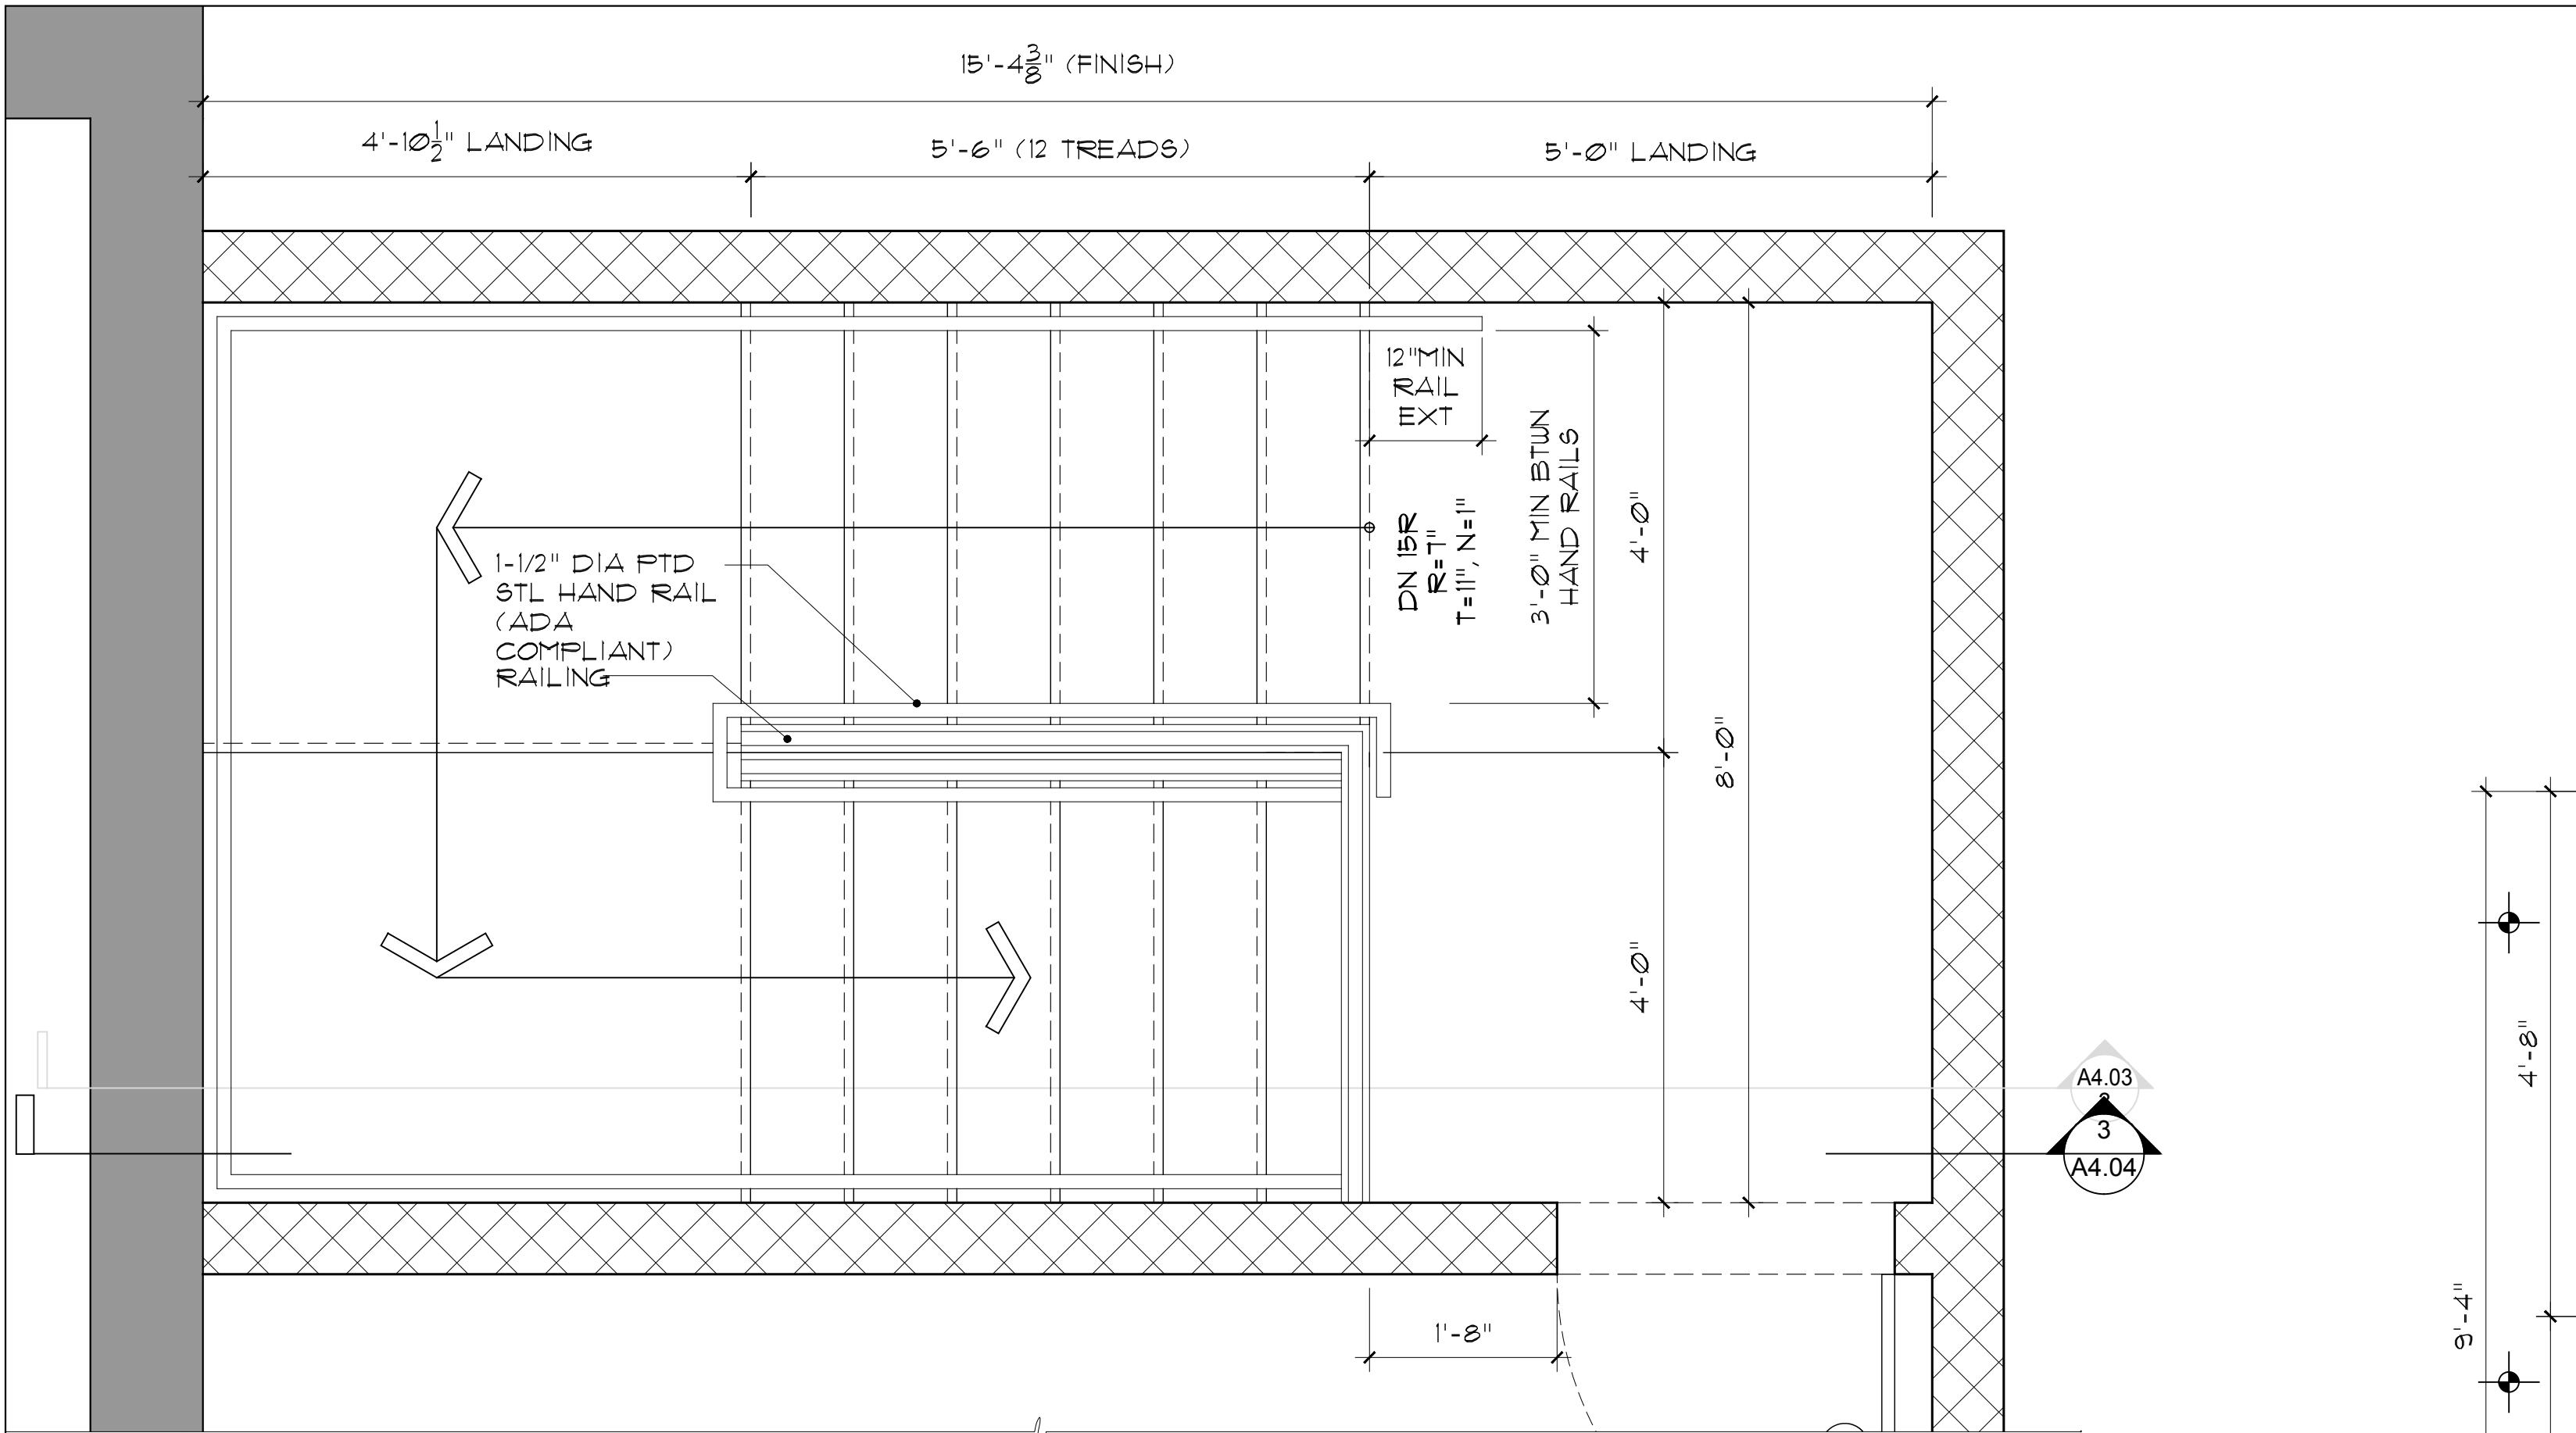 15'-4 3/8" (FINISH)
4'-10 1/2" LANDING
5'-6" (12 TREADS)
5'-0" LANDING
12"MIN
RAIL
EXT
3'-0" MIN BTWN
HAND RAILS
4'-0"
8'-0"
DN 15R
R=7"
T=11", N=1"
1-1/2" DIA PTD
STL HAND RAIL
(ADA
COMPLIANT)
RAILING
4'-0"
A4.03
3
A4.04
4'-8"
9'-4"
1'-8"